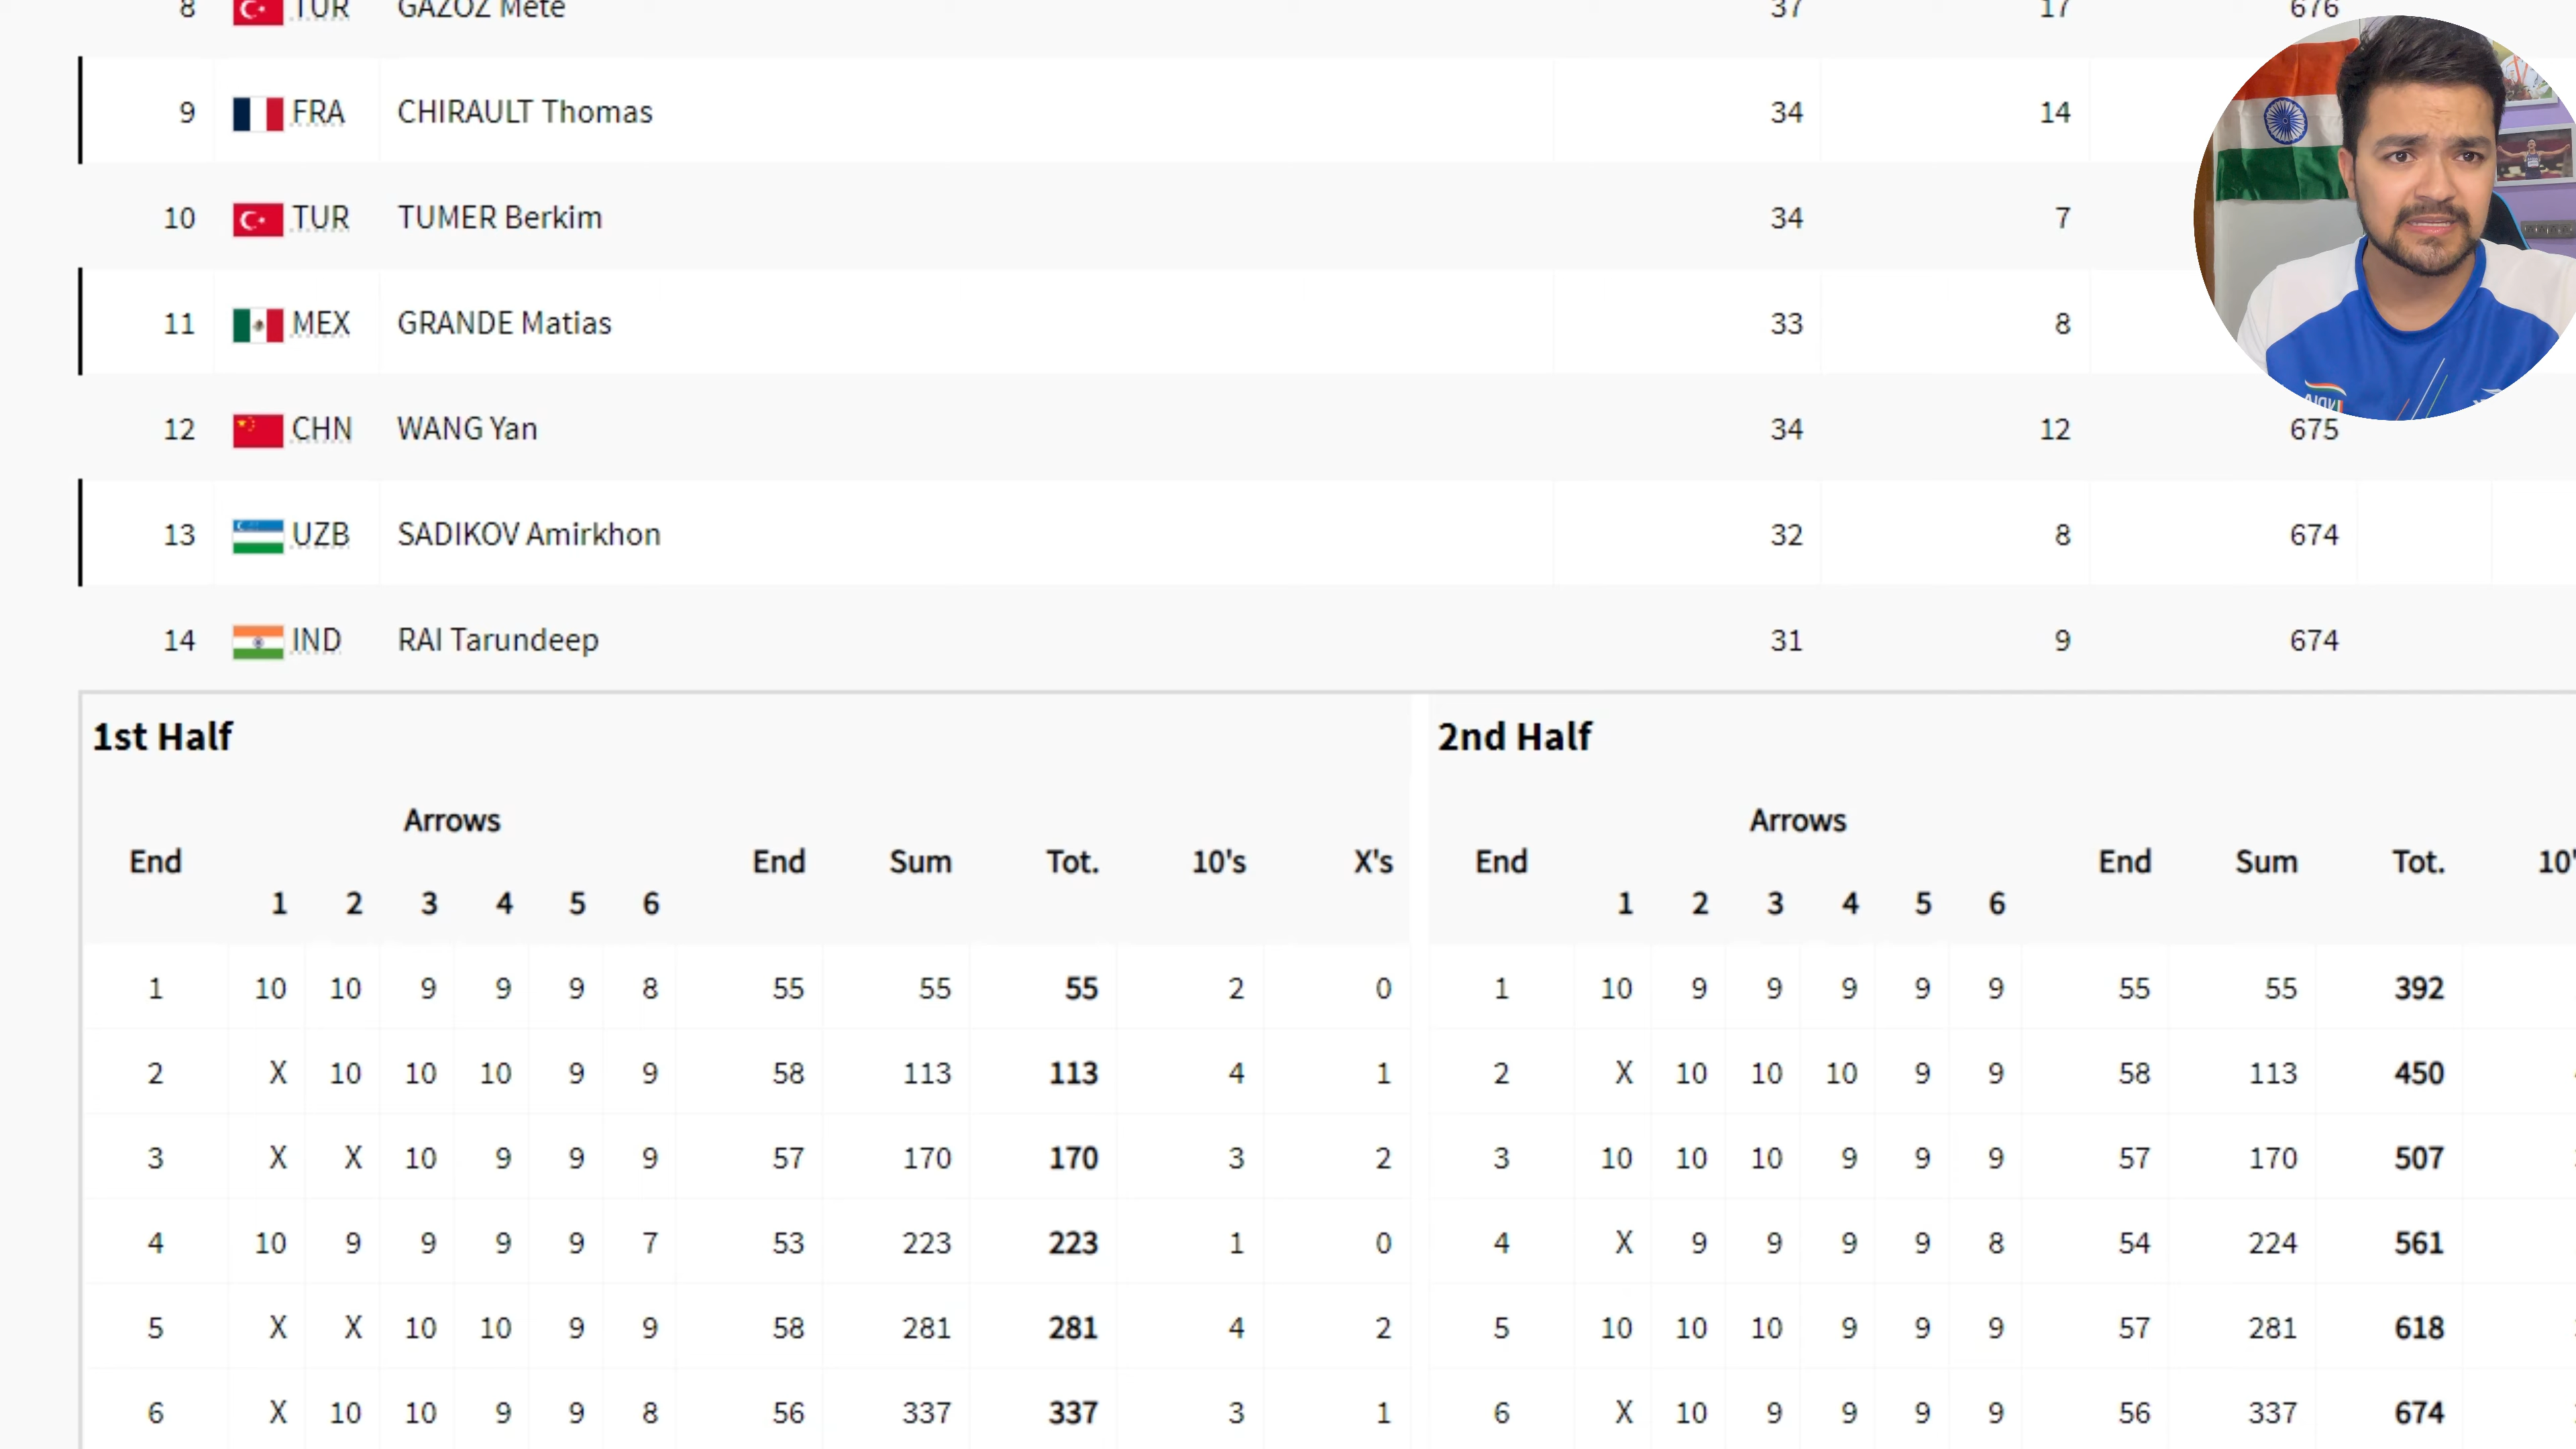 8 TUR GAZOZ Mete 37 17 676
9 FRA CHIRAULT Thomas 34 14
10 TUR TUMER Berkim 34 7
11 MEX GRANDE Matias 33 8
12 CHN WANG Yan 34 12 675
13 UZB SADIKOV Amirkhon 32 8 674
14 IND RAI Tarundeep 31 9 674
1st Half 2nd Half
Arrows Arrows
End End Sum Tot. 10's X's End End Sum Tot. 10'
1 2 3 4 5 6 1 2 3 4 5 6
1 10 10 9 9 9 8 55 55 55 2 0 1 10 9 9 9 9 9 55 55 392
2 X 10 10 10 9 9 58 113 113 4 1 2 X 10 10 10 9 9 58 113 450
3 X X 10 9 9 9 57 170 170 3 2 3 10 10 10 9 9 9 57 170 507
4 10 9 9 9 9 7 53 223 223 1 0 4 X 9 9 9 9 8 54 224 561
5 X X 10 10 9 9 58 281 281 4 2 5 10 10 10 9 9 9 57 281 618
6 X 10 10 9 9 8 56 337 337 3 1 6 X 10 9 9 9 9 56 337 674